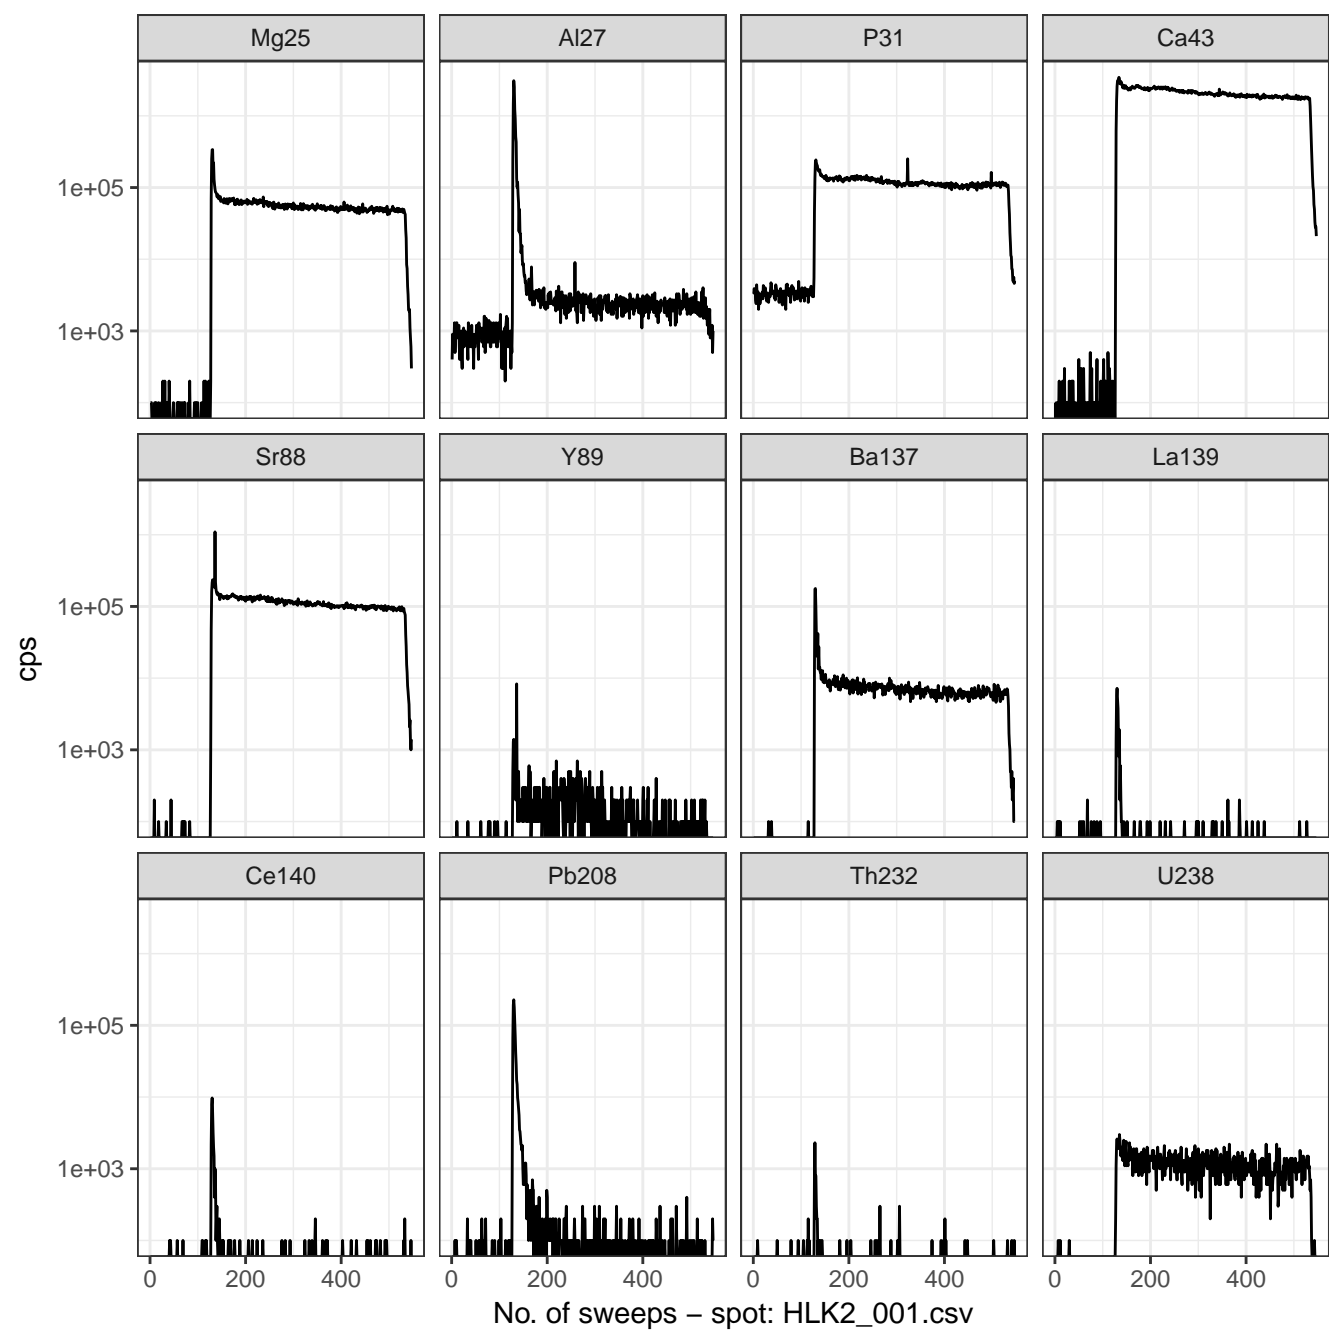 Mg25 Al27 P31 Ca43
1e+05
1e+03
Sr88 Y89 Ba137 La139
1e+05
1e+03
cps
Ce140 Pb208 Th232 U238
1e+05
1e+03
0 200 400 0 200 400 0 200 400 0 200 400
No. of sweeps − spot: HLK2_001.csv